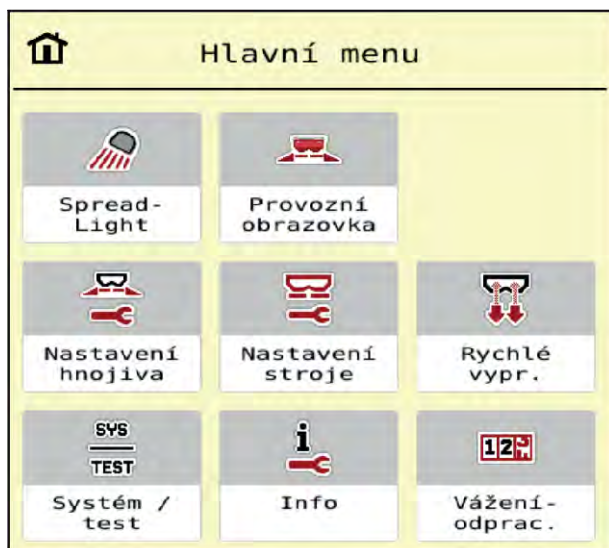 Hlavní menu
Spread-
Light
Provozní
obrazovka
Nastavení
hnojiva
Nastavení
stroje
Rychlé
vypr.
SYS
TEST
Systém /
test
i
Info
12
Vážení-
odprac.